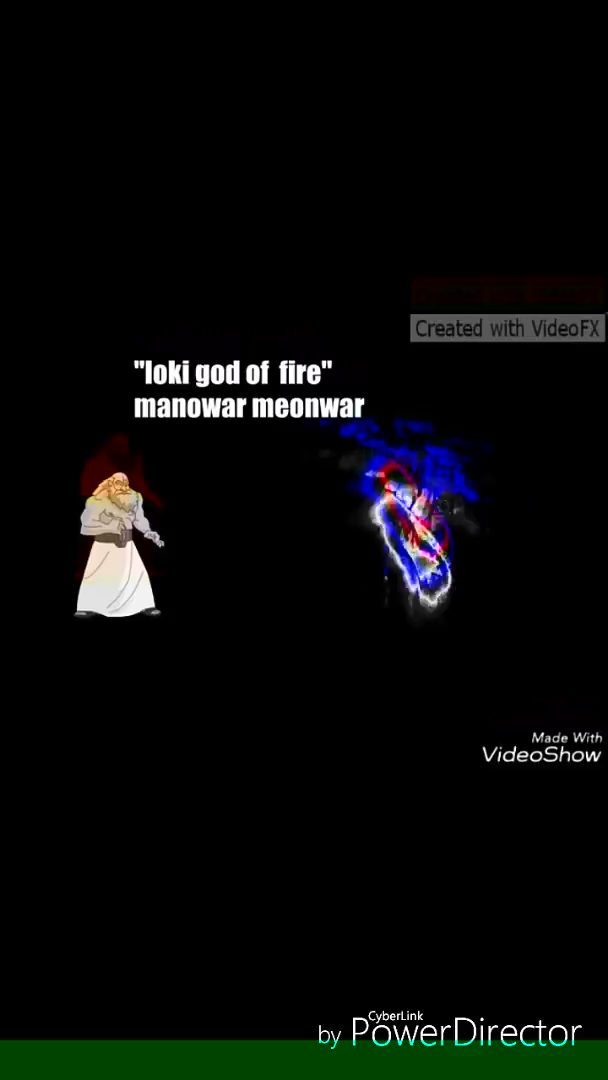 Created with VideoFX
"loki god of fire"
manowar meonwar
Made With
VideoShow
CyberLink
by PowerDirector